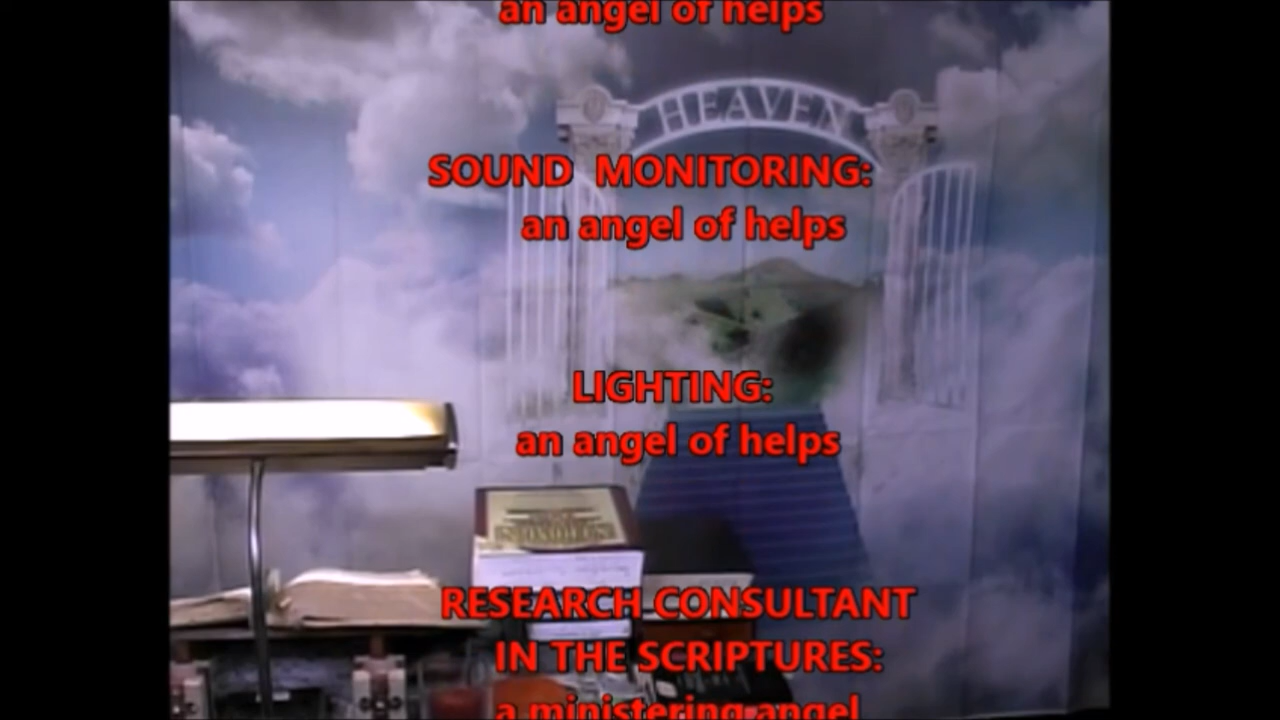 an angel of helps
HEAVEN
SOUND MONITORING:
an angel of helps
LIGHTING:
an angel of helps
RESEARCH CONSULTANT
IN THE SCRIPTURES:
a ministering angel